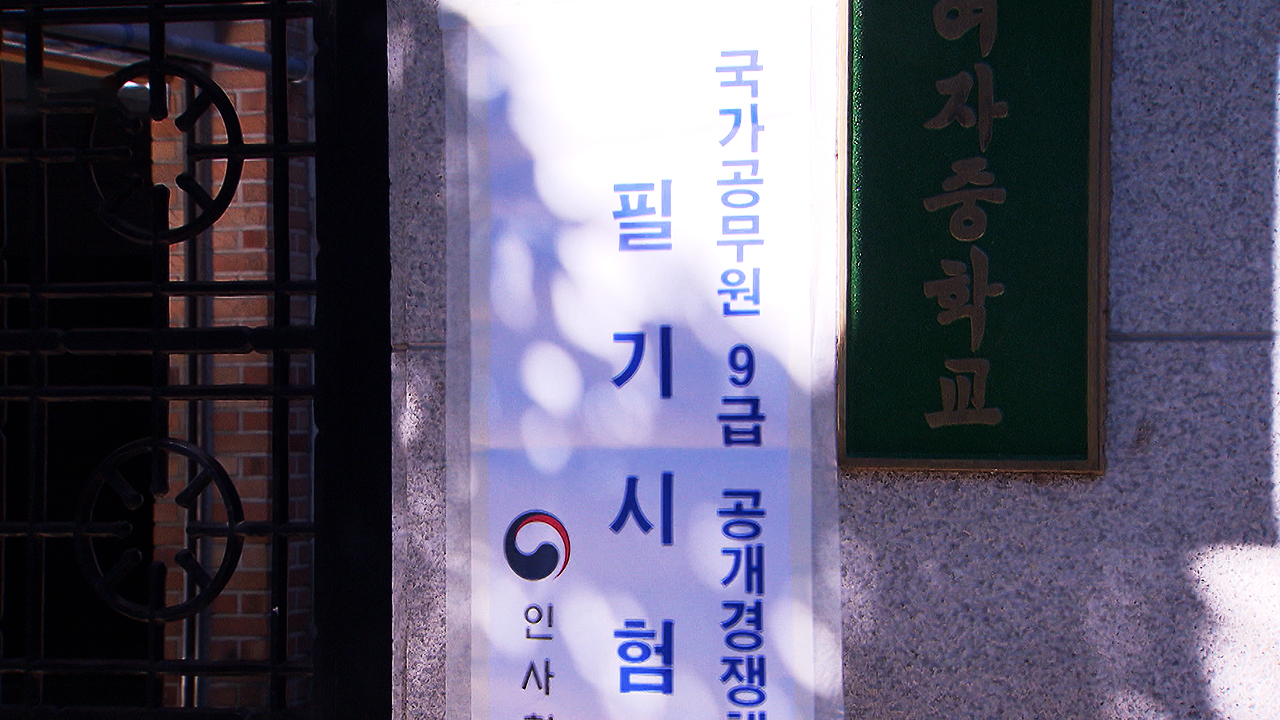 여자중학교
국가공무원 9급 공개경쟁
필기시험
인사